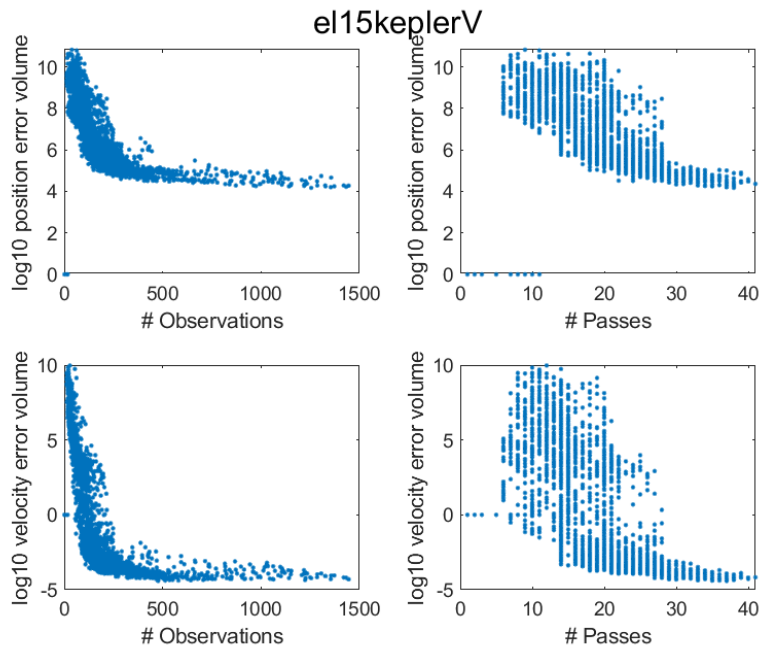 el15keplerV
log10 position error volume
10
8
6
4
2
0
0 500 1000 1500
# Observations
log10 position error volume
10
8
6
4
2
0
0 10 20 30 40
# Passes
log10 velocity error volume
10
5
0
-5
0 500 1000 1500
# Observations
log10 velocity error volume
10
5
0
-5
0 10 20 30 40
# Passes